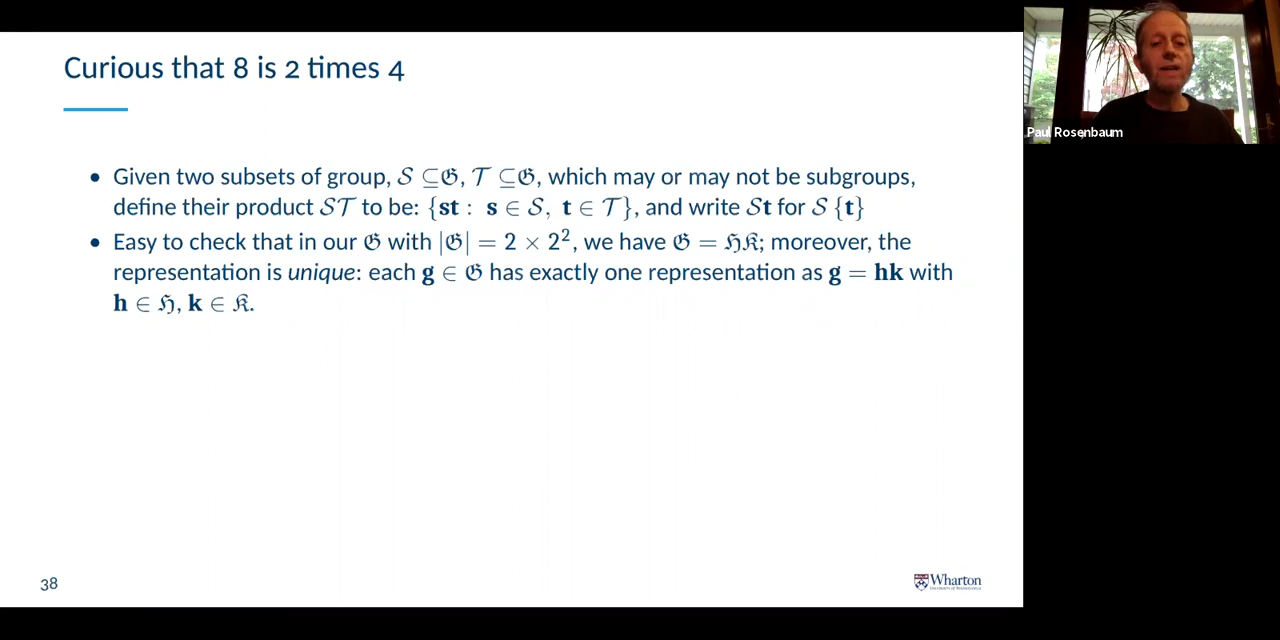 Curious that 8 is 2 times 4
• Given two subsets of group, 𝒮 ⊆𝔊, 𝒯 ⊆𝔊, which may or may not be subgroups,
define their product 𝒮𝒯 to be: {𝐬𝐭 : 𝐬 ∈ 𝒮, 𝐭 ∈ 𝒯}, and write 𝒮𝐭 for 𝒮 {𝐭}
• Easy to check that in our 𝔊 with |𝔊| = 2 × 2², we have 𝔊 = ℌ𝔎; moreover, the
representation is unique: each 𝐠 ∈ 𝔊 has exactly one representation as 𝐠 = 𝐡𝐤 with
𝐡 ∈ ℌ, 𝐤 ∈ 𝔎.
38
Wharton
Paul Rosenbaum